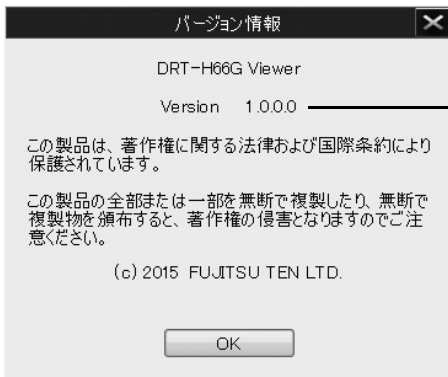 バージョン情報
DRT-H66G Viewer
Version 1.0.0.0
この製品は、著作権に関する法律および国際条約により
保護されています。
この製品の全部または一部を無断で複製したり、無断で
複製物を頒布すると、著作権の侵害となりますのでご注
意ください。
(c) 2015 FUJITSU TEN LTD.
OK